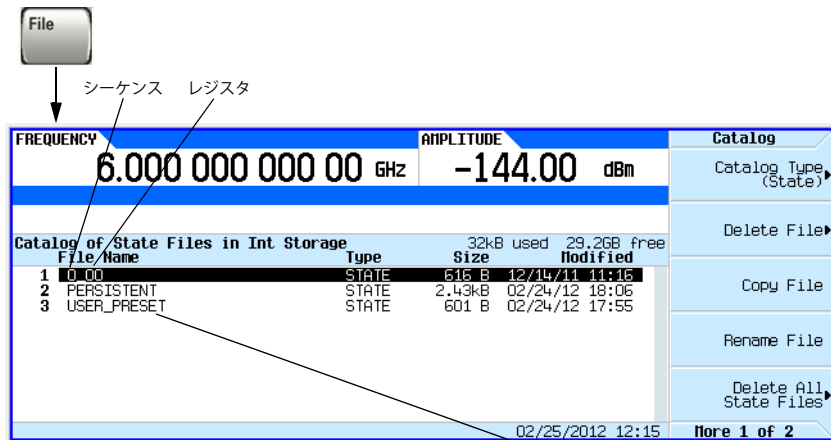 File
シーケンス レジスタ
FREQUENCY
6.000 000 000 00 GHz
AMPLITUDE
-144.00 dBm
Catalog of State Files in Int Storage 32kB used 29.2GB free
File Name Type Size Modified
1 0_00 STATE 616 B 12/14/11 11:16
2 PERSISTENT STATE 2.43kB 02/24/12 18:06
3 USER_PRESET STATE 601 B 02/24/12 17:55
02/25/2012 12:15
Catalog
Catalog Type
(State)
Delete File
Copy File
Rename File
Delete All
State Files
More 1 of 2